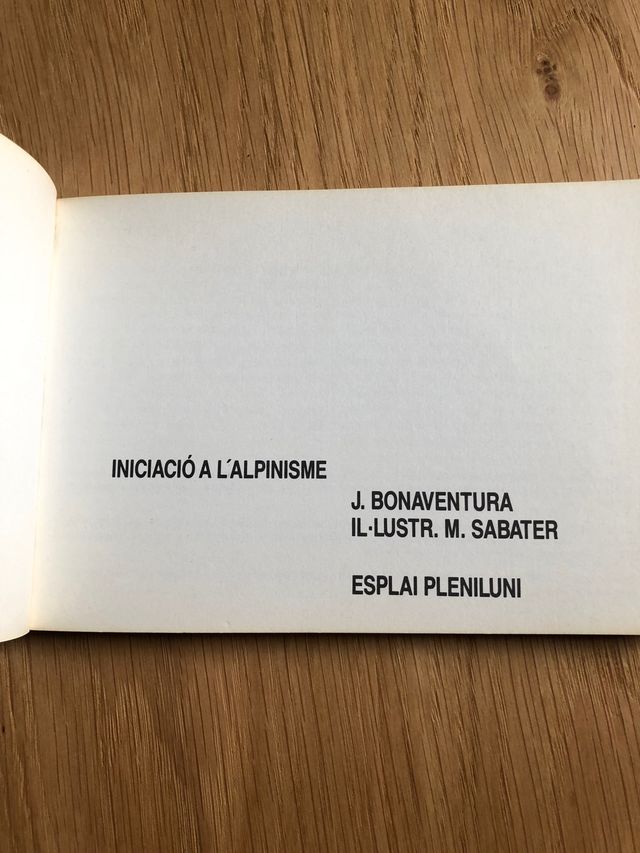 INICIACIÓ A L´ALPINISME
J. BONAVENTURA
IL·LUSTR. M. SABATER
ESPLAI PLENILUNI